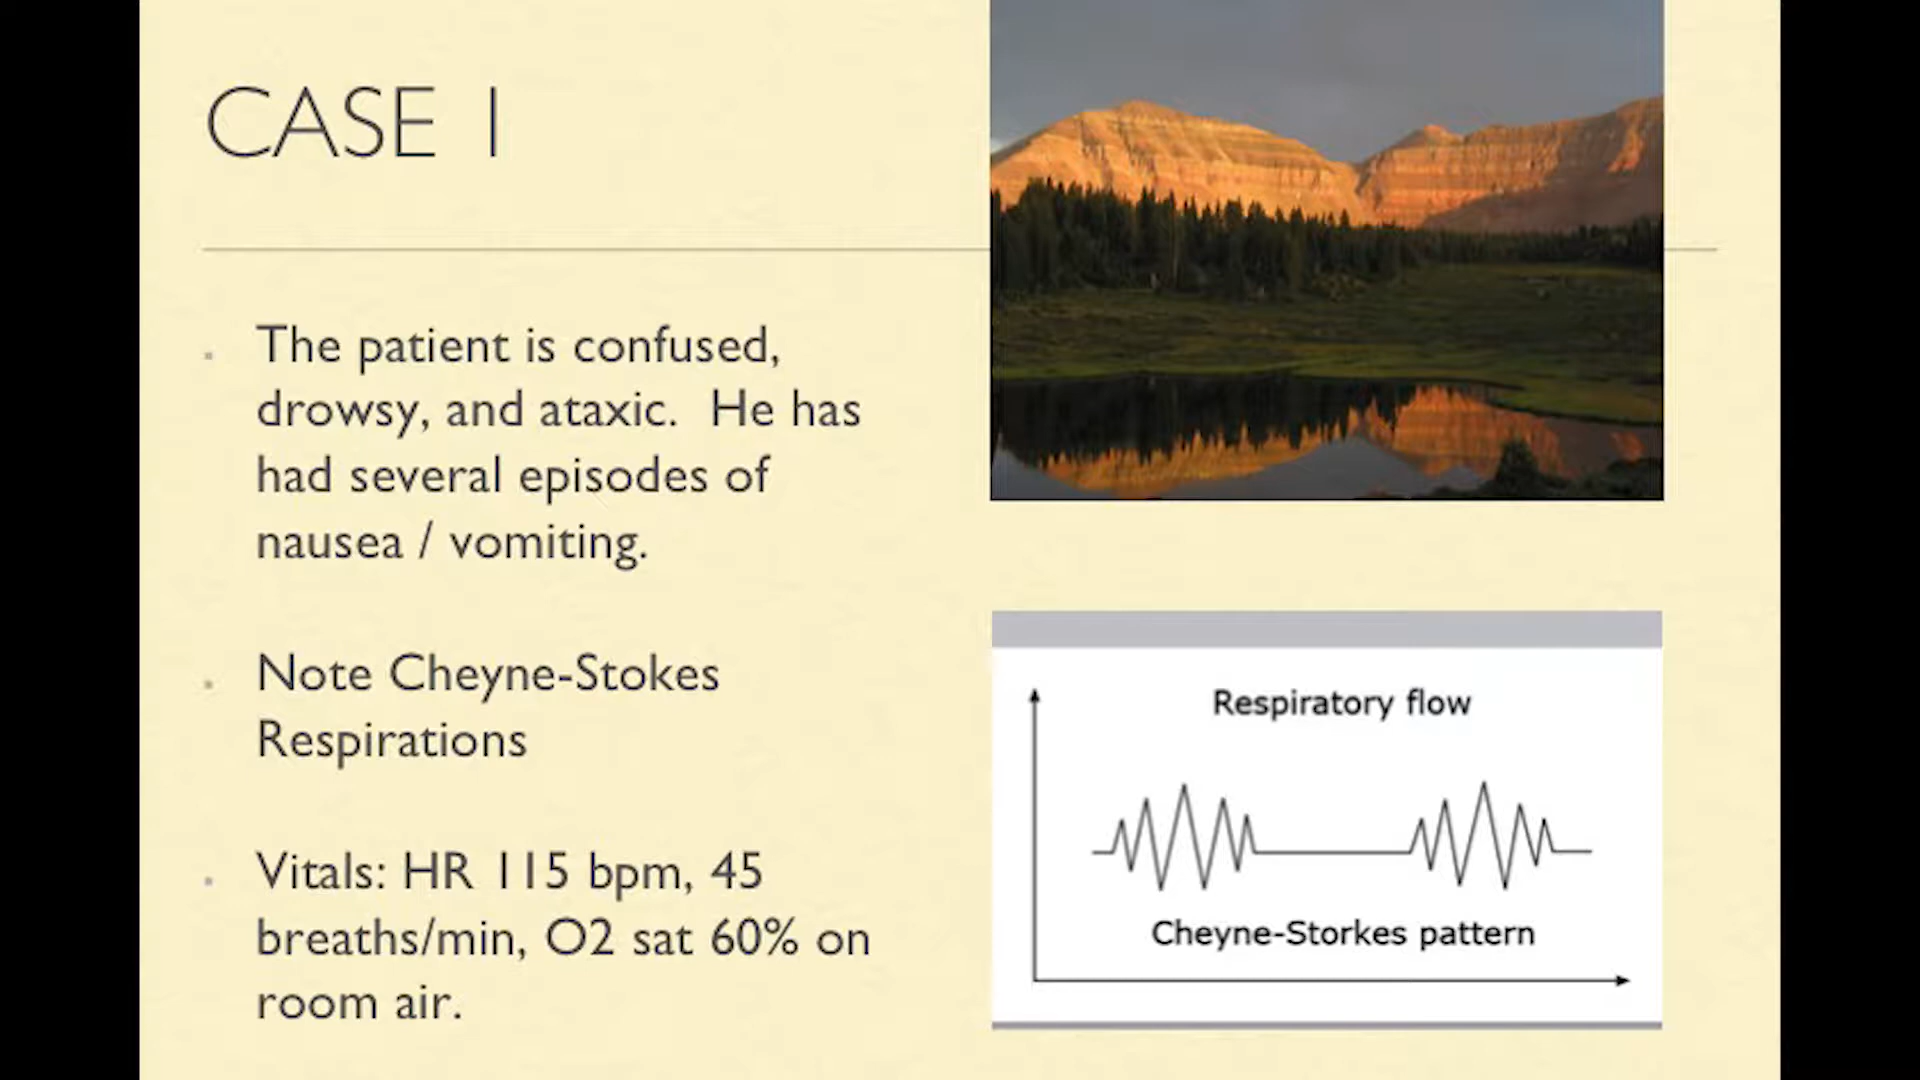 CASE 1
The patient is confused,
drowsy, and ataxic. He has
had several episodes of
nausea / vomiting.
Note Cheyne-Stokes
Respirations
Vitals: HR 115 bpm, 45
breaths/min, O2 sat 60% on
room air.
Respiratory flow
Cheyne-Storkes pattern